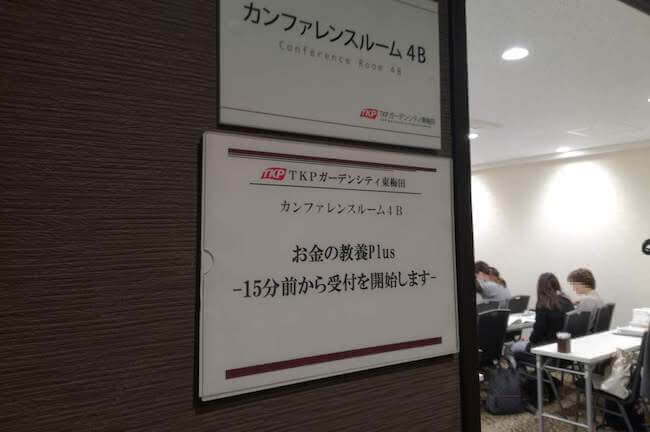 カンファレンスルーム 4B
Conference Room 4B
TKP TKPガーデンシティ東梅田
TKP TKPガーデンシティ東梅田
カンファレンスルーム4B
お金の教養Plus
-15分前から受付を開始します-